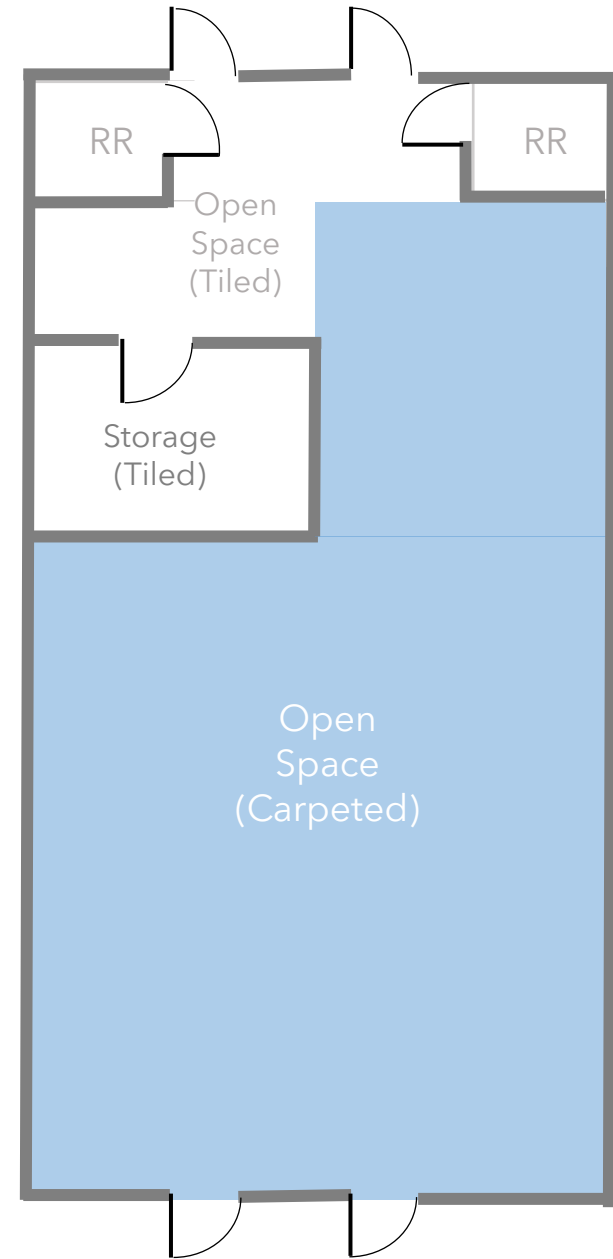 RR
RR
Open
Space
(Tiled)
Storage
(Tiled)
Open
Space
(Carpeted)